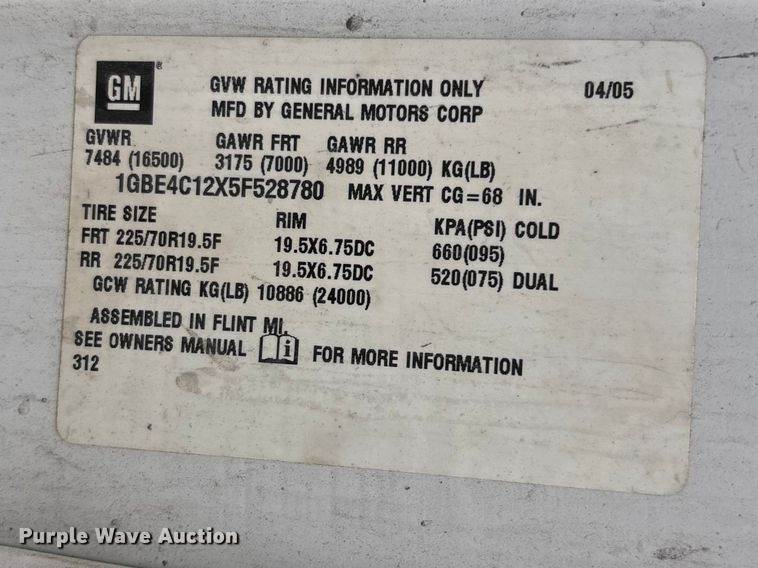 GM ® GVW RATING INFORMATION ONLY 04/05
MFD BY GENERAL MOTORS CORP
GVWR GAWR FRT GAWR RR
7484 (16500) 3175 (7000) 4989 (11000) KG(LB)
1GBE4C12X5F528780 MAX VERT CG=68 IN.
TIRE SIZE RIM KPA(PSI) COLD
FRT 225/70R19.5F 19.5X6.75DC 660(095)
RR 225/70R19.5F 19.5X6.75DC 520(075) DUAL
GCW RATING KG(LB) 10886 (24000)
ASSEMBLED IN FLINT MI.
SEE OWNERS MANUAL i FOR MORE INFORMATION
312
Purple Wave Auction